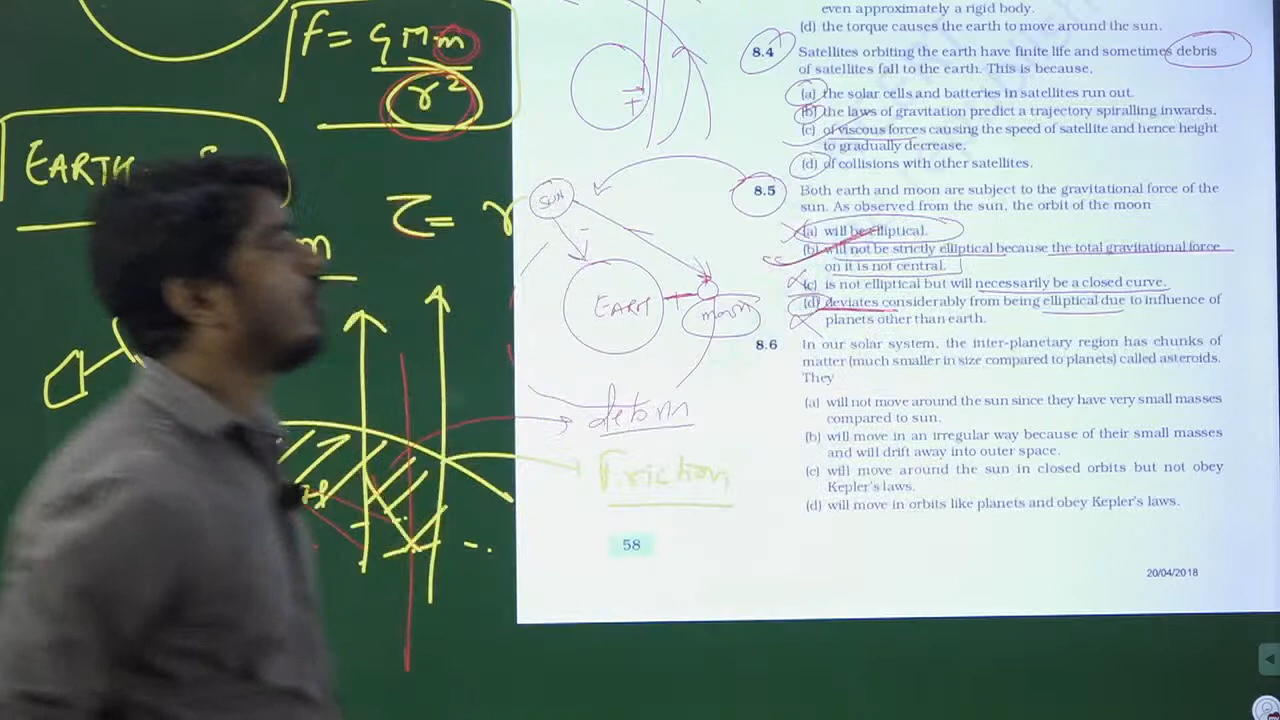 F = GMm
r²
EARTH
τ = r
m
SUN
EARTH
moon
debris
Friction
even approximately a rigid body.
(d) the torque causes the earth to move around the sun.
8.4 Satellites orbiting the earth have finite life and sometimes debris
of satellites fall to the earth. This is because,
(a) the solar cells and batteries in satellites run out.
(b) the laws of gravitation predict a trajectory spiralling inwards.
(c) of viscous forces causing the speed of satellite and hence height
to gradually decrease.
(d) of collisions with other satellites.
8.5 Both earth and moon are subject to the gravitational force of the
sun. As observed from the sun, the orbit of the moon
(a) will be elliptical.
(b) will not be strictly elliptical because the total gravitational force
on it is not central.
(c) is not elliptical but will necessarily be a closed curve.
(d) deviates considerably from being elliptical due to influence of
planets other than earth.
8.6 In our solar system, the inter-planetary region has chunks of
matter (much smaller in size compared to planets) called asteroids.
They
(a) will not move around the sun since they have very small masses
compared to sun.
(b) will move in an irregular way because of their small masses
and will drift away into outer space.
(c) will move around the sun in closed orbits but not obey
Kepler's laws.
(d) will move in orbits like planets and obey Kepler's laws.
58
20/04/2018